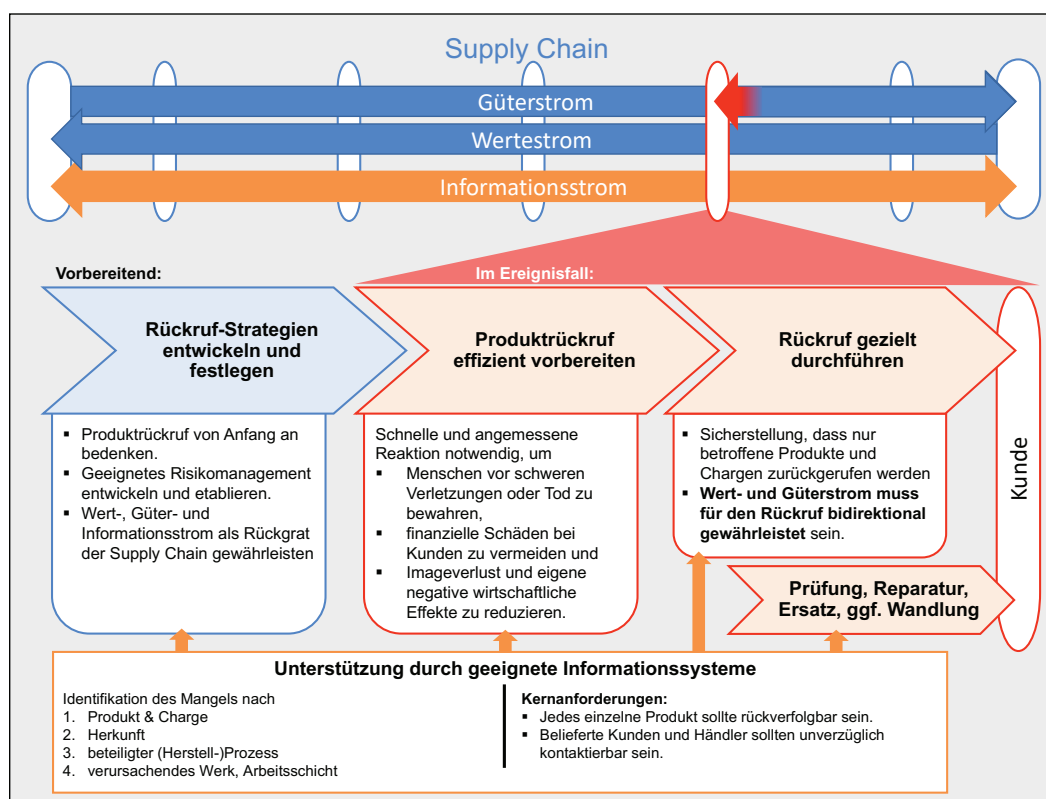 Supply Chain
Güterstrom
Wertestrom
Informationsstrom
Vorbereitend:
Im Ereignisfall:
Rückruf-Strategien
entwickeln und
festlegen
▪ Produktrückruf von Anfang an
bedenken.
▪ Geeignetes Risikomanagement
entwickeln und etablieren.
▪ Wert-, Güter- und
Informationsstrom als Rückgrat
der Supply Chain gewährleisten
Produktrückruf
effizient vorbereiten
Schnelle und angemessene
Reaktion notwendig, um
▪ Menschen vor schweren
Verletzungen oder Tod zu
bewahren,
▪ finanzielle Schäden bei
Kunden zu vermeiden und
▪ Imageverlust und eigene
negative wirtschaftliche
Effekte zu reduzieren.
Rückruf gezielt
durchführen
▪ Sicherstellung, dass nur
betroffene Produkte und
Chargen zurückgerufen werden
▪ Wert- und Güterstrom muss
für den Rückruf bidirektional
gewährleistet sein.
Prüfung, Reparatur,
Ersatz, ggf. Wandlung
Kunde
Unterstützung durch geeignete Informationssysteme
Identifikation des Mangels nach
1. Produkt & Charge
2. Herkunft
3. beteiligter (Herstell-)Prozess
4. verursachendes Werk, Arbeitsschicht
Kernanforderungen:
▪ Jedes einzelne Produkt sollte rückverfolgbar sein.
▪ Belieferte Kunden und Händler sollten unverzüglich
kontaktierbar sein.